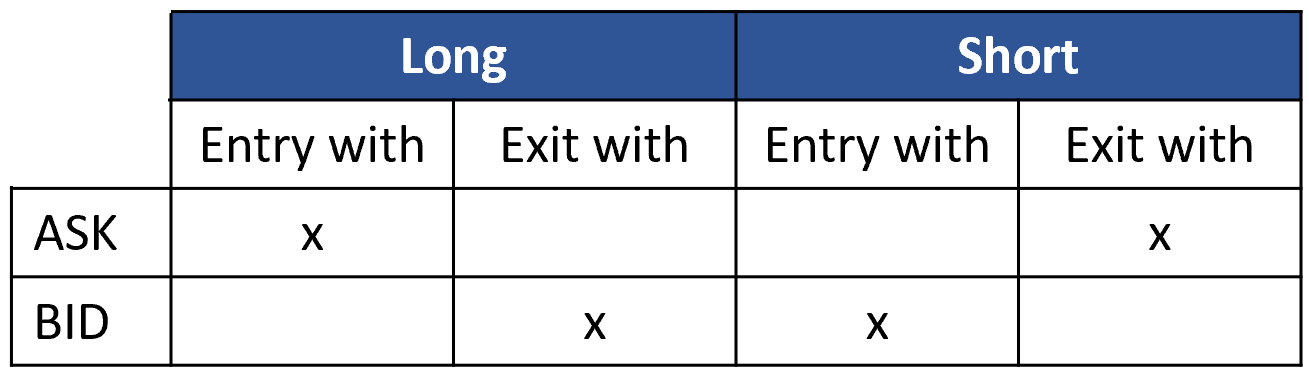 Long Short
Entry with Exit with Entry with Exit with
ASK x x
BID x x